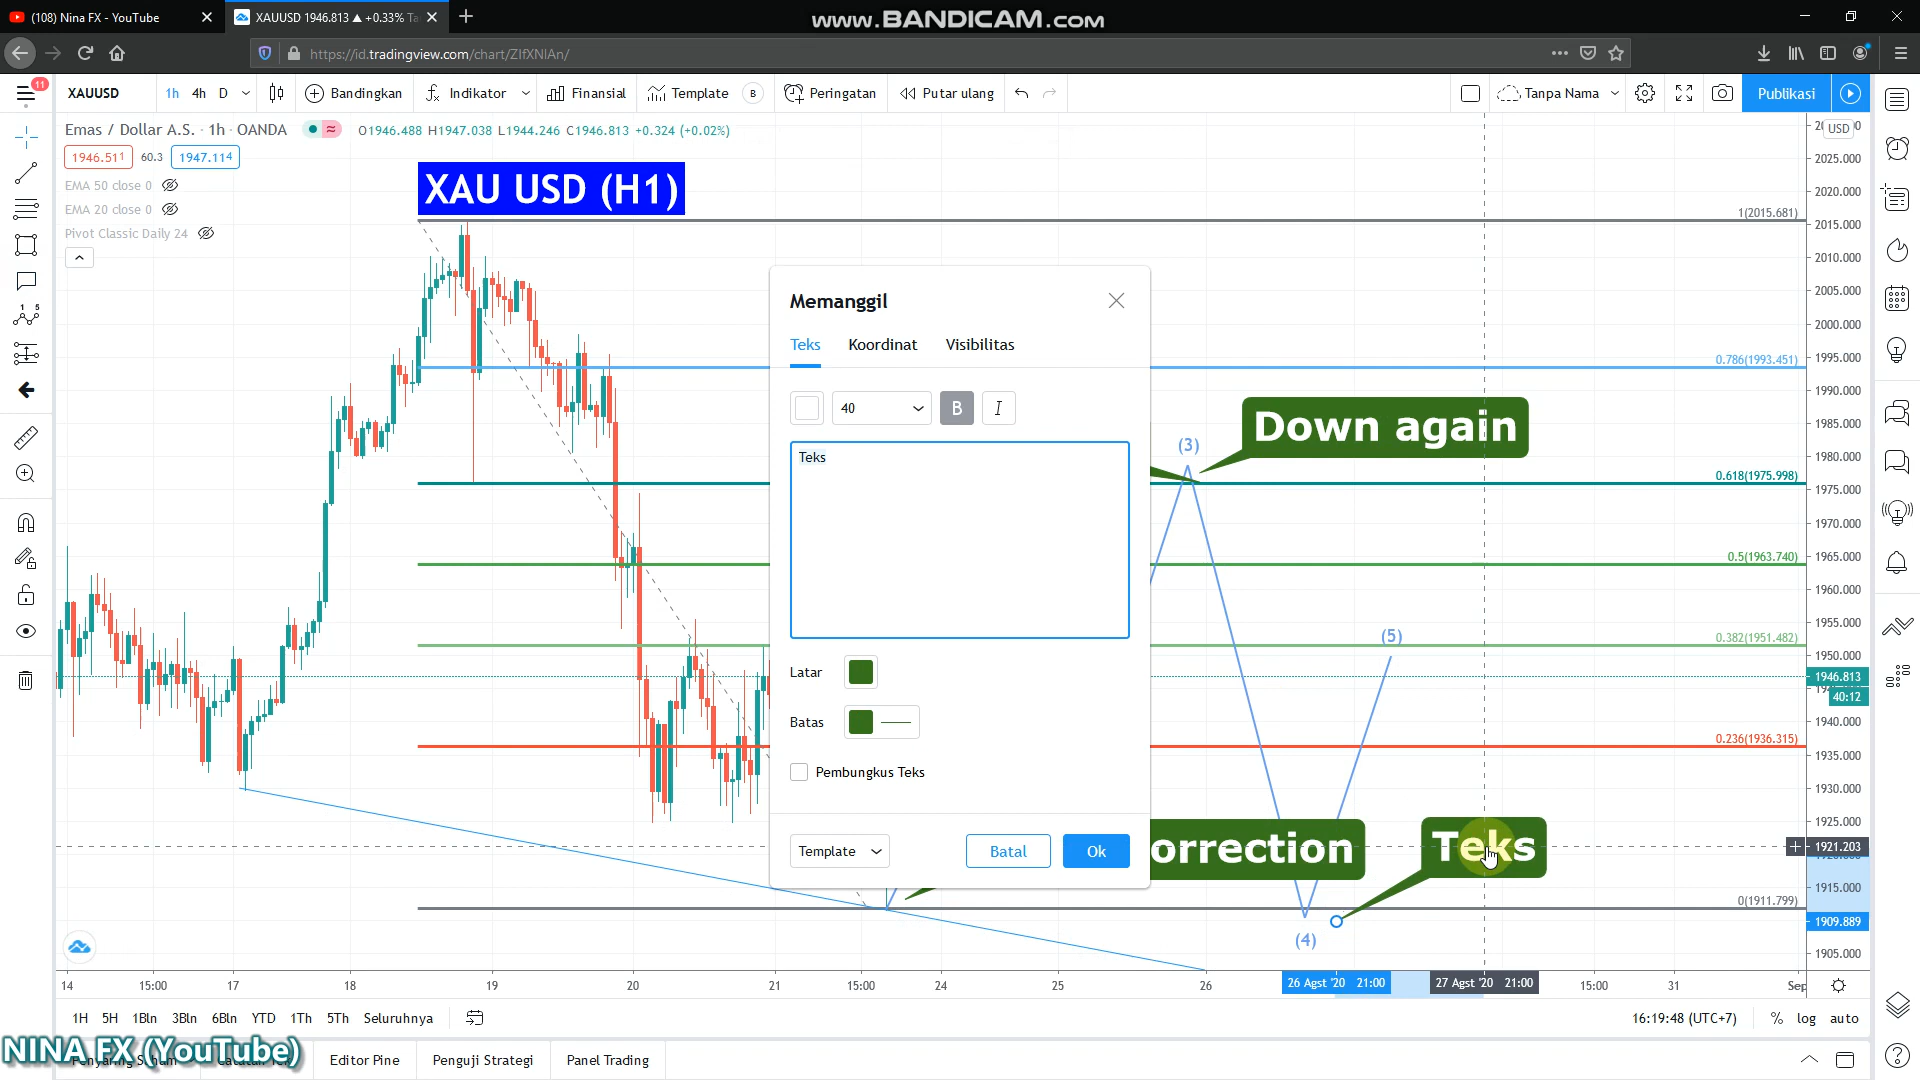 (108) Nina FX - YouTube
XAUUSD 1946.813 ▲ +0.33% Ta
www.BANDICAM.com
https://id.tradingview.com/chart/ZIfXNIAn/
11
XAUUSD
1h
4h
D
Bandingkan
Indikator
Finansial
Template
B
Peringatan
Putar ulang
Tanpa Nama
Publikasi
Emas / Dollar A.S. · 1h · OANDA
O1946.488 H1947.038 L1944.246 C1946.813 +0.324 (+0.02%)
1946.511
60.3
1947.114
EMA 50 close 0
EMA 20 close 0
Pivot Classic Daily 24
XAU USD (H1)
USD
2025.000
2020.000
2015.000
2010.000
2005.000
2000.000
1995.000
1990.000
1985.000
1980.000
1975.000
1970.000
1965.000
1960.000
1955.000
1950.000
1946.813
40:12
1940.000
1935.000
1930.000
1925.000
1921.203
1915.000
1909.889
1905.000
1(2015.681)
0.786(1993.451)
0.618(1975.998)
0.5(1963.740)
0.382(1951.482)
0.236(1936.315)
0(1911.799)
Down again
(3)
(5)
(4)
orrection
Teks
Memanggil
Teks
Koordinat
Visibilitas
40
B
I
Teks
Latar
Batas
Pembungkus Teks
Template
Batal
Ok
14
15:00
17
18
19
20
21
15:00
24
25
26
26 Agst '20 21:00
27 Agst '20 21:00
15:00
31
Sep
1H
5H
1Bln
3Bln
6Bln
YTD
1Th
5Th
Seluruhnya
16:19:48 (UTC+7)
%
log
auto
NINA FX (YouTube)
Editor Pine
Penguji Strategi
Panel Trading